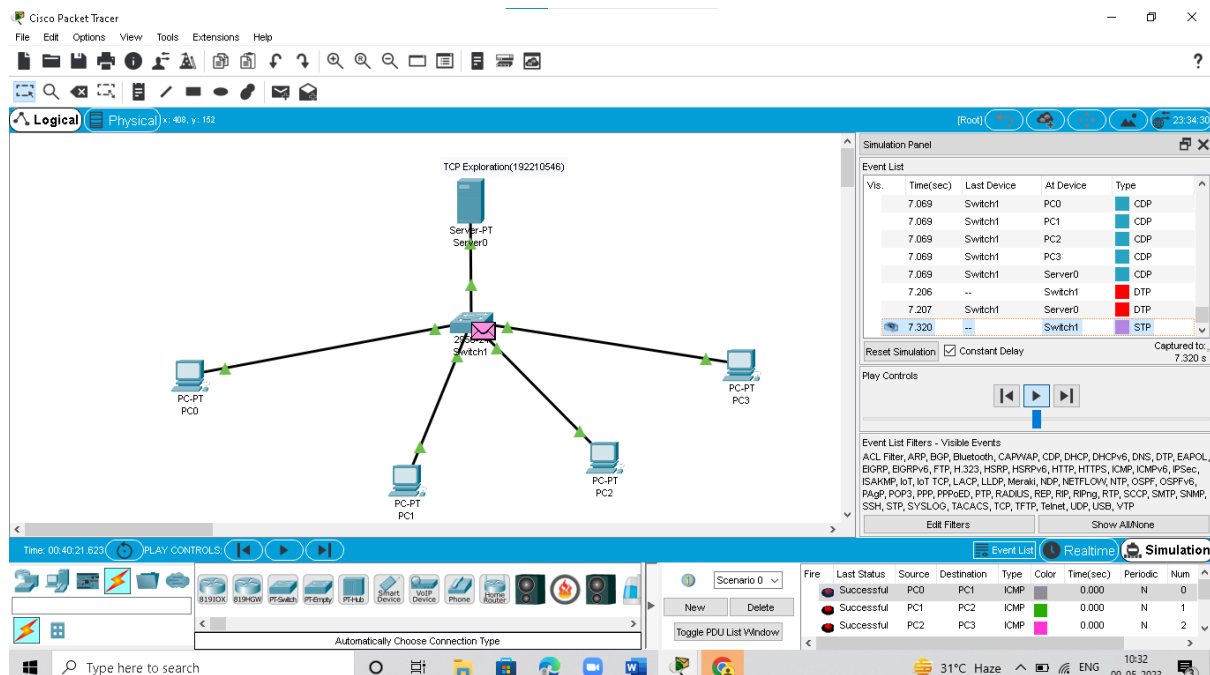 Cisco Packet Tracer
File Edit Options View Tools Extensions Help
?
Logical Physical x: 408, y: 152 [Root] 23:34:30
TCP Exploration(192210546)
Server-PT
Server0
Switch1
PC-PT
PC0
PC-PT
PC1
PC-PT
PC2
PC-PT
PC3
Simulation Panel
Event List
Vis. Time(sec) Last Device At Device Type
7.069 Switch1 PC0 CDP
7.069 Switch1 PC1 CDP
7.069 Switch1 PC2 CDP
7.069 Switch1 PC3 CDP
7.069 Switch1 Server0 CDP
7.206 -- Switch1 DTP
7.207 Switch1 Server0 DTP
7.320 -- Switch1 STP
Reset Simulation Constant Delay Captured to:
7.320 s
Play Controls
Event List Filters - Visible Events
ACL Filter, ARP, BGP, Bluetooth, CAPWAP, CDP, DHCP, DHCPv6, DNS, DTP, EAPOL,
EIGRP, EIGRPv6, FTP, H.323, HSRP, HSRPv6, HTTP, HTTPS, ICMP, ICMPv6, IPSec,
ISAKMP, IoT, IoT TCP, LACP, LLDP, Meraki, NDP, NETFLOW, NTP, OSPF, OSPFv6,
PAgP, POP3, PPP, PPPoED, PTP, RADIUS, REP, RIP, RIPng, RTP, SCCP, SMTP, SNMP,
SSH, STP, SYSLOG, TACACS, TCP, TFTP, Telnet, UDP, USB, VTP
Edit Filters Show All/None
Time: 00:40:21.623 PLAY CONTROLS: Event List Realtime Simulation
819IOX 819HGW PT-Switch PT-Empty PT-Hub Smart Device VoIP Device Phone Home Router
Automatically Choose Connection Type
Scenario 0
New Delete
Toggle PDU List Window
Fire Last Status Source Destination Type Color Time(sec) Periodic Num
Successful PC0 PC1 ICMP 0.000 N 0
Successful PC1 PC2 ICMP 0.000 N 1
Successful PC2 PC3 ICMP 0.000 N 2
Type here to search 31°C Haze ENG 10:32
09-05-2023